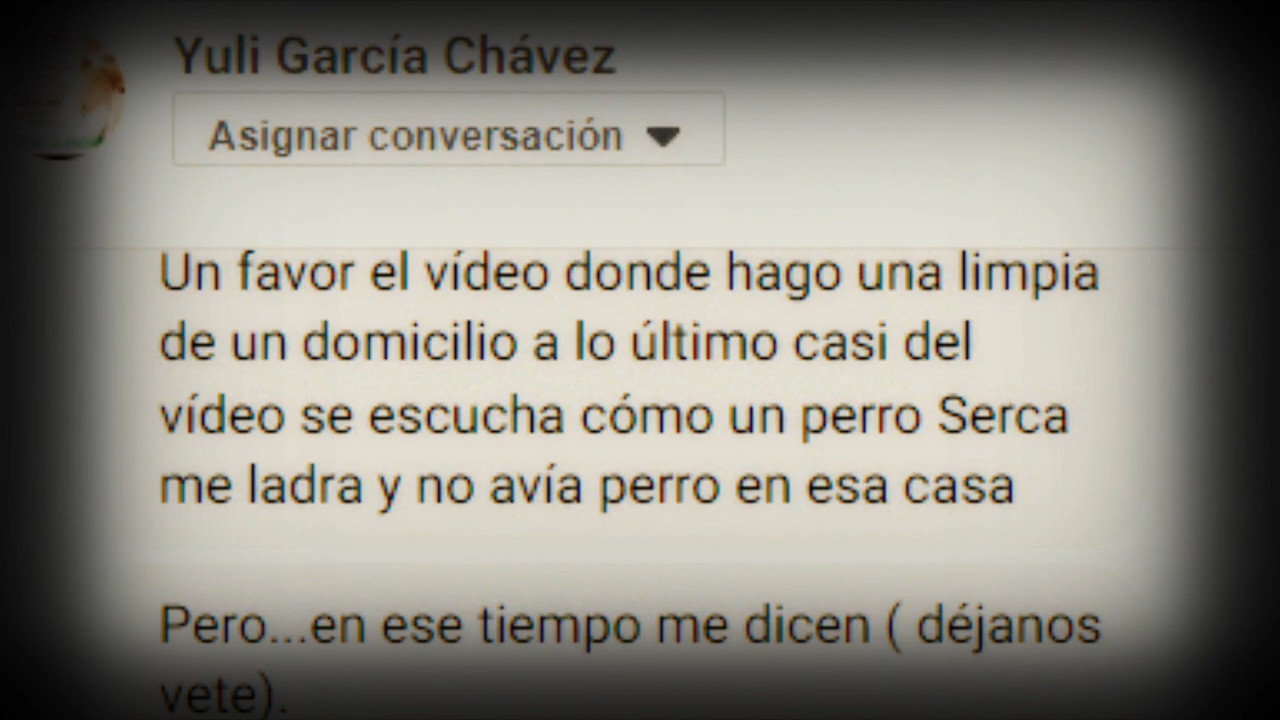 Yuli García Chávez
Asignar conversación
Un favor el vídeo donde hago una limpia
de un domicilio a lo último casi del
vídeo se escucha cómo un perro Serca
me ladra y no avía perro en esa casa
Pero...en ese tiempo me dicen ( déjanos
vete).